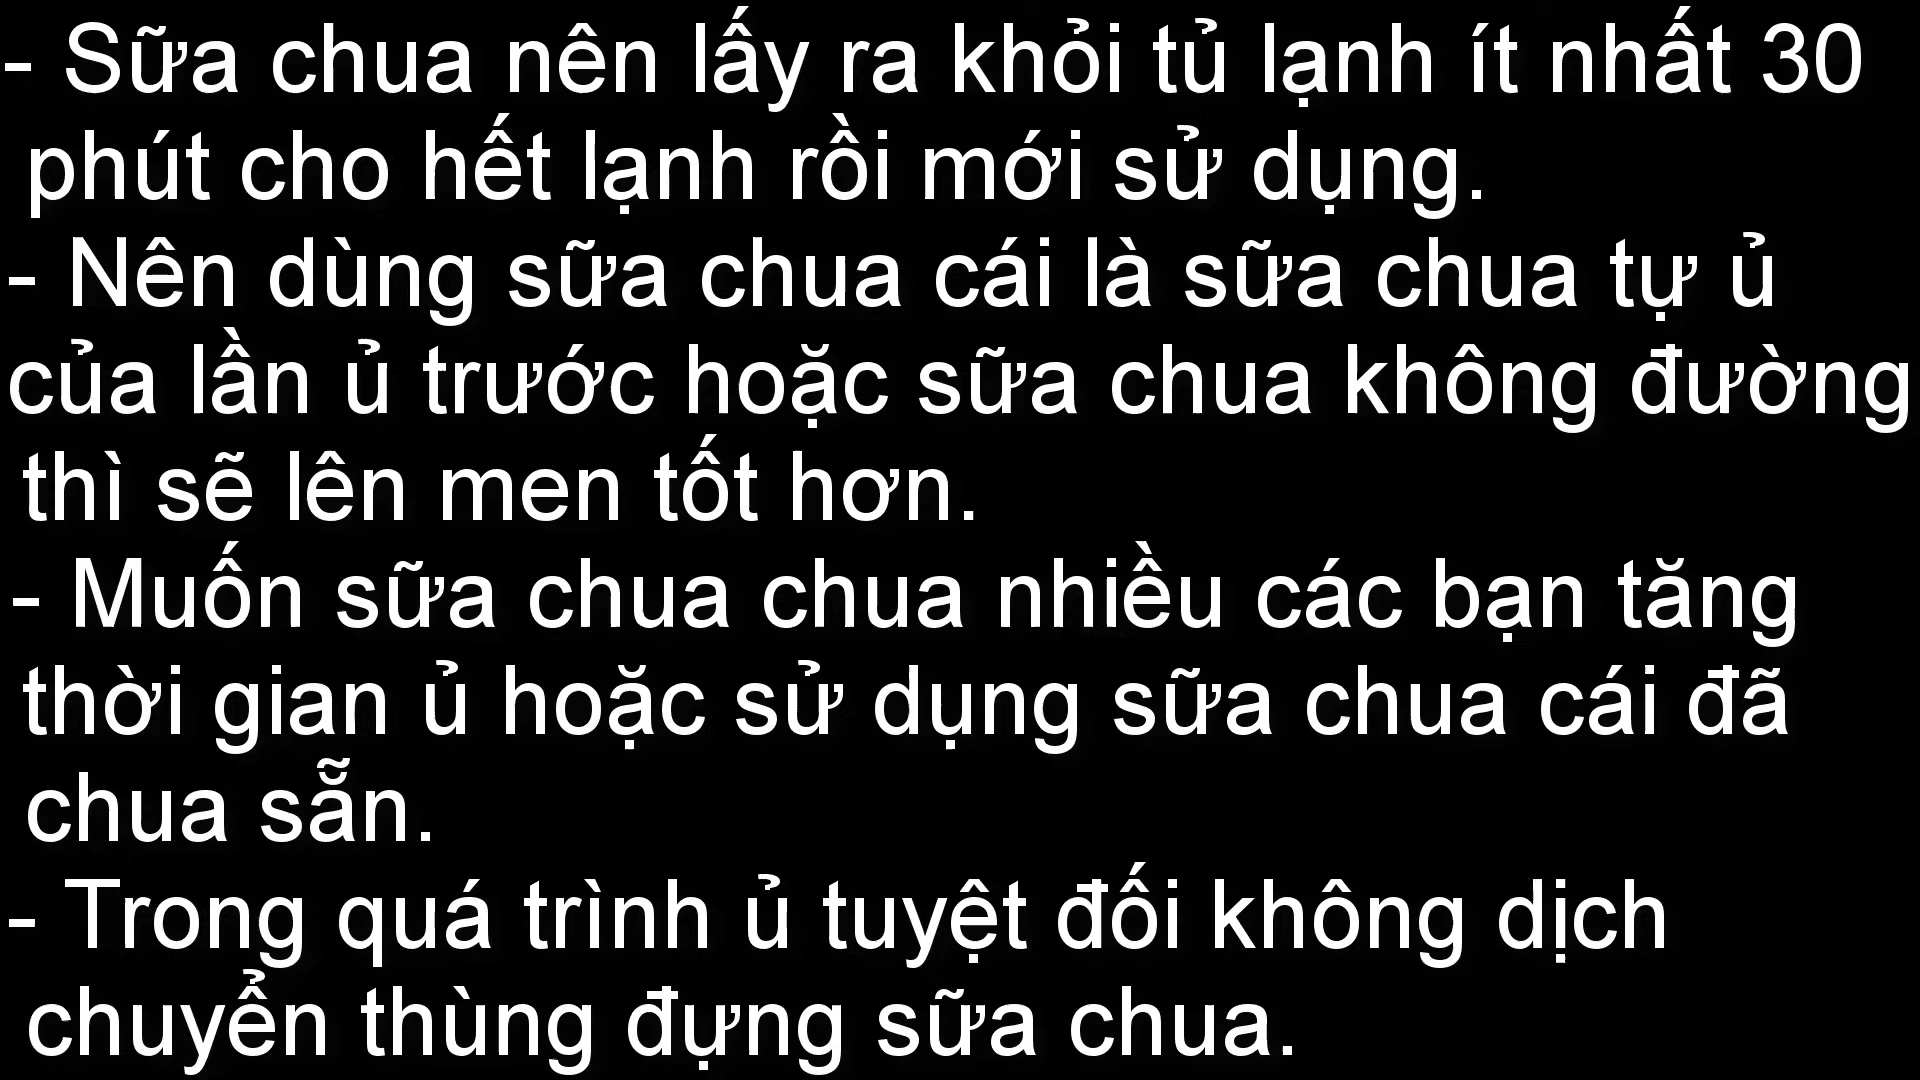 - Sữa chua nên lấy ra khỏi tủ lạnh ít nhất 30
phút cho hết lạnh rồi mới sử dụng.
- Nên dùng sữa chua cái là sữa chua tự ủ
của lần ủ trước hoặc sữa chua không đường
thì sẽ lên men tốt hơn.
- Muốn sữa chua chua nhiều các bạn tăng
thời gian ủ hoặc sử dụng sữa chua cái đã
chua sẵn.
- Trong quá trình ủ tuyệt đối không dịch
chuyển thùng đựng sữa chua.